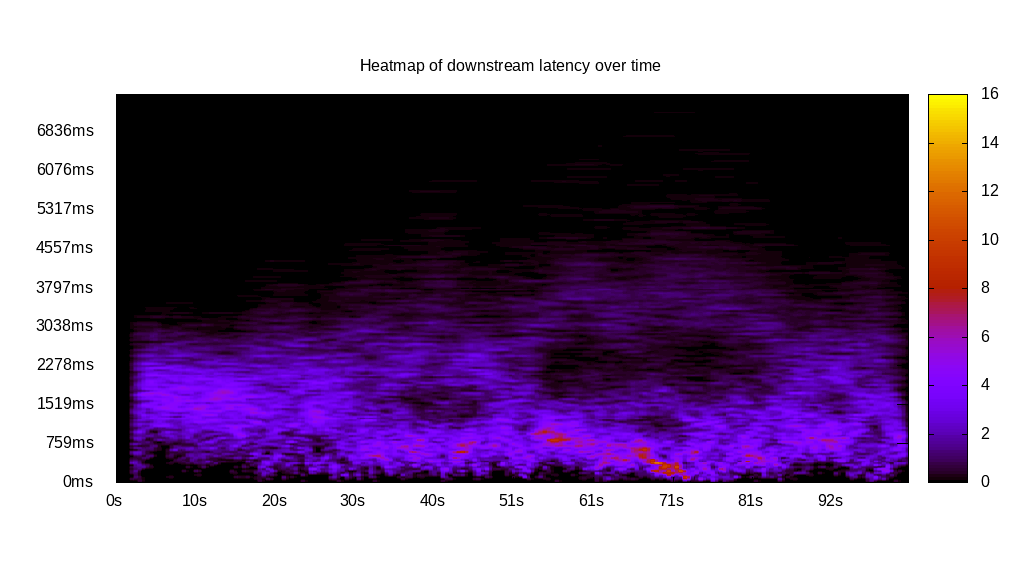 Heatmap of downstream latency over time
6836ms
6076ms
5317ms
4557ms
3797ms
3038ms
2278ms
1519ms
759ms
0ms
0s 10s 20s 30s 40s 51s 61s 71s 81s 92s
16
14
12
10
8
6
4
2
0